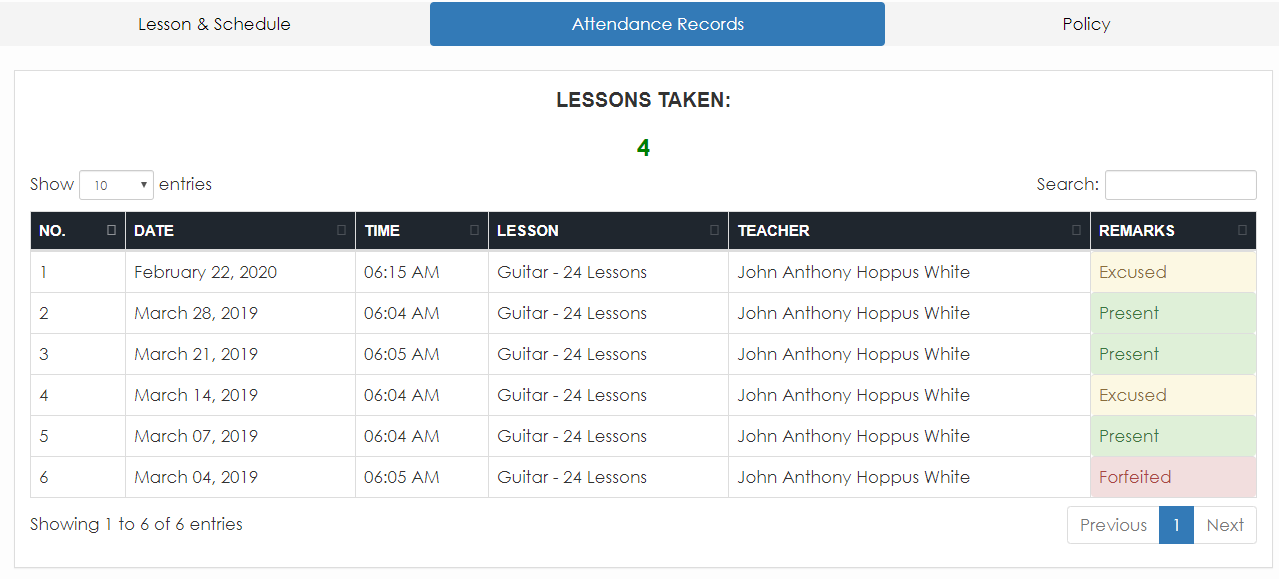 Lesson & Schedule Attendance Records Policy
LESSONS TAKEN:
4
Show 10 entries Search:
NO. DATE TIME LESSON TEACHER REMARKS
1 February 22, 2020 06:15 AM Guitar - 24 Lessons John Anthony Hoppus White Excused
2 March 28, 2019 06:04 AM Guitar - 24 Lessons John Anthony Hoppus White Present
3 March 21, 2019 06:05 AM Guitar - 24 Lessons John Anthony Hoppus White Present
4 March 14, 2019 06:04 AM Guitar - 24 Lessons John Anthony Hoppus White Excused
5 March 07, 2019 06:04 AM Guitar - 24 Lessons John Anthony Hoppus White Present
6 March 04, 2019 06:05 AM Guitar - 24 Lessons John Anthony Hoppus White Forfeited
Showing 1 to 6 of 6 entries Previous 1 Next